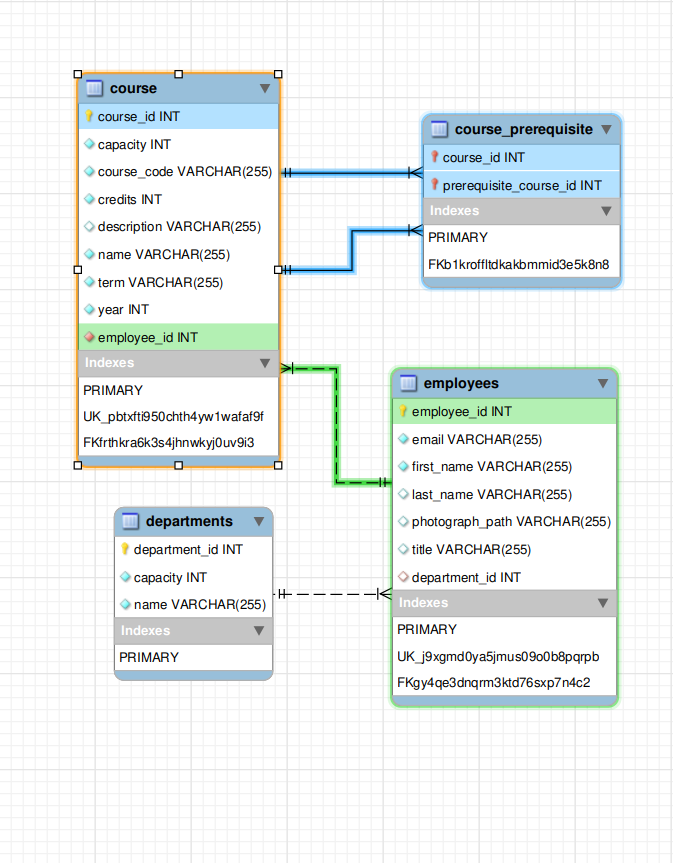 course
course_id INT
capacity INT
course_code VARCHAR(255)
credits INT
description VARCHAR(255)
name VARCHAR(255)
term VARCHAR(255)
year INT
employee_id INT
Indexes
PRIMARY
UK_pbtxfti950chth4yw1wafaf9f
FKfrthkra6k3s4jhnwkyj0uv9i3
course_prerequisite
course_id INT
prerequisite_course_id INT
Indexes
PRIMARY
FKb1kroffltdkakbmmid3e5k8n8
employees
employee_id INT
email VARCHAR(255)
first_name VARCHAR(255)
last_name VARCHAR(255)
photograph_path VARCHAR(255)
title VARCHAR(255)
department_id INT
Indexes
PRIMARY
UK_j9xgmd0ya5jmus09o0b8pqrpb
FKgy4qe3dnqrm3ktd76sxp7n4c2
departments
department_id INT
capacity INT
name VARCHAR(255)
Indexes
PRIMARY